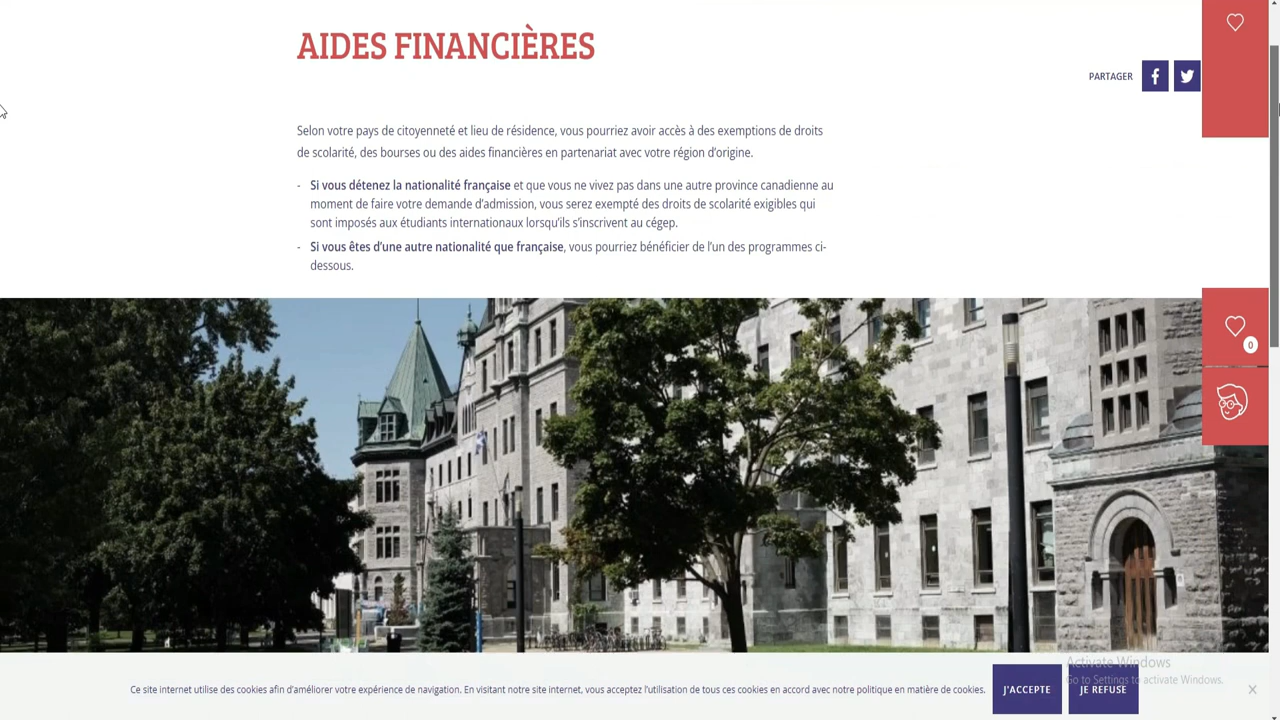 AIDES FINANCIÈRES
PARTAGER
Selon votre pays de citoyenneté et lieu de résidence, vous pourriez avoir accès à des exemptions de droits
de scolarité, des bourses ou des aides financières en partenariat avec votre région d’origine.
- Si vous détenez la nationalité française et que vous ne vivez pas dans une autre province canadienne au
moment de faire votre demande d’admission, vous serez exempté des droits de scolarité exigibles qui
sont imposés aux étudiants internationaux lorsqu’ils s’inscrivent au cégep.
- Si vous êtes d’une autre nationalité que française, vous pourriez bénéficier de l’un des programmes ci-
dessous.
0
Activate Windows
Go to Settings to activate Windows.
Ce site internet utilise des cookies afin d'améliorer votre expérience de navigation. En visitant notre site internet, vous acceptez l'utilisation de tous ces cookies en accord avec notre politique en matière de cookies.
J'ACCEPTE
JE REFUSE